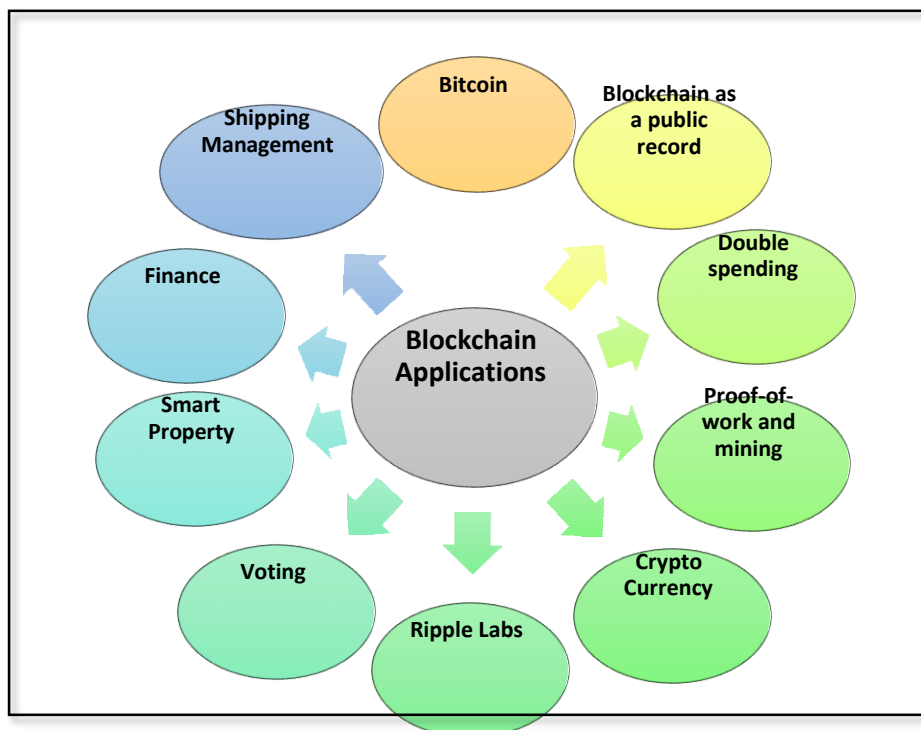 Bitcoin
Blockchain as
a public
record
Shipping
Management
Double
spending
Finance
Blockchain
Applications
Smart
Property
Proof-of-
work and
mining
Voting
Crypto
Currency
Ripple Labs